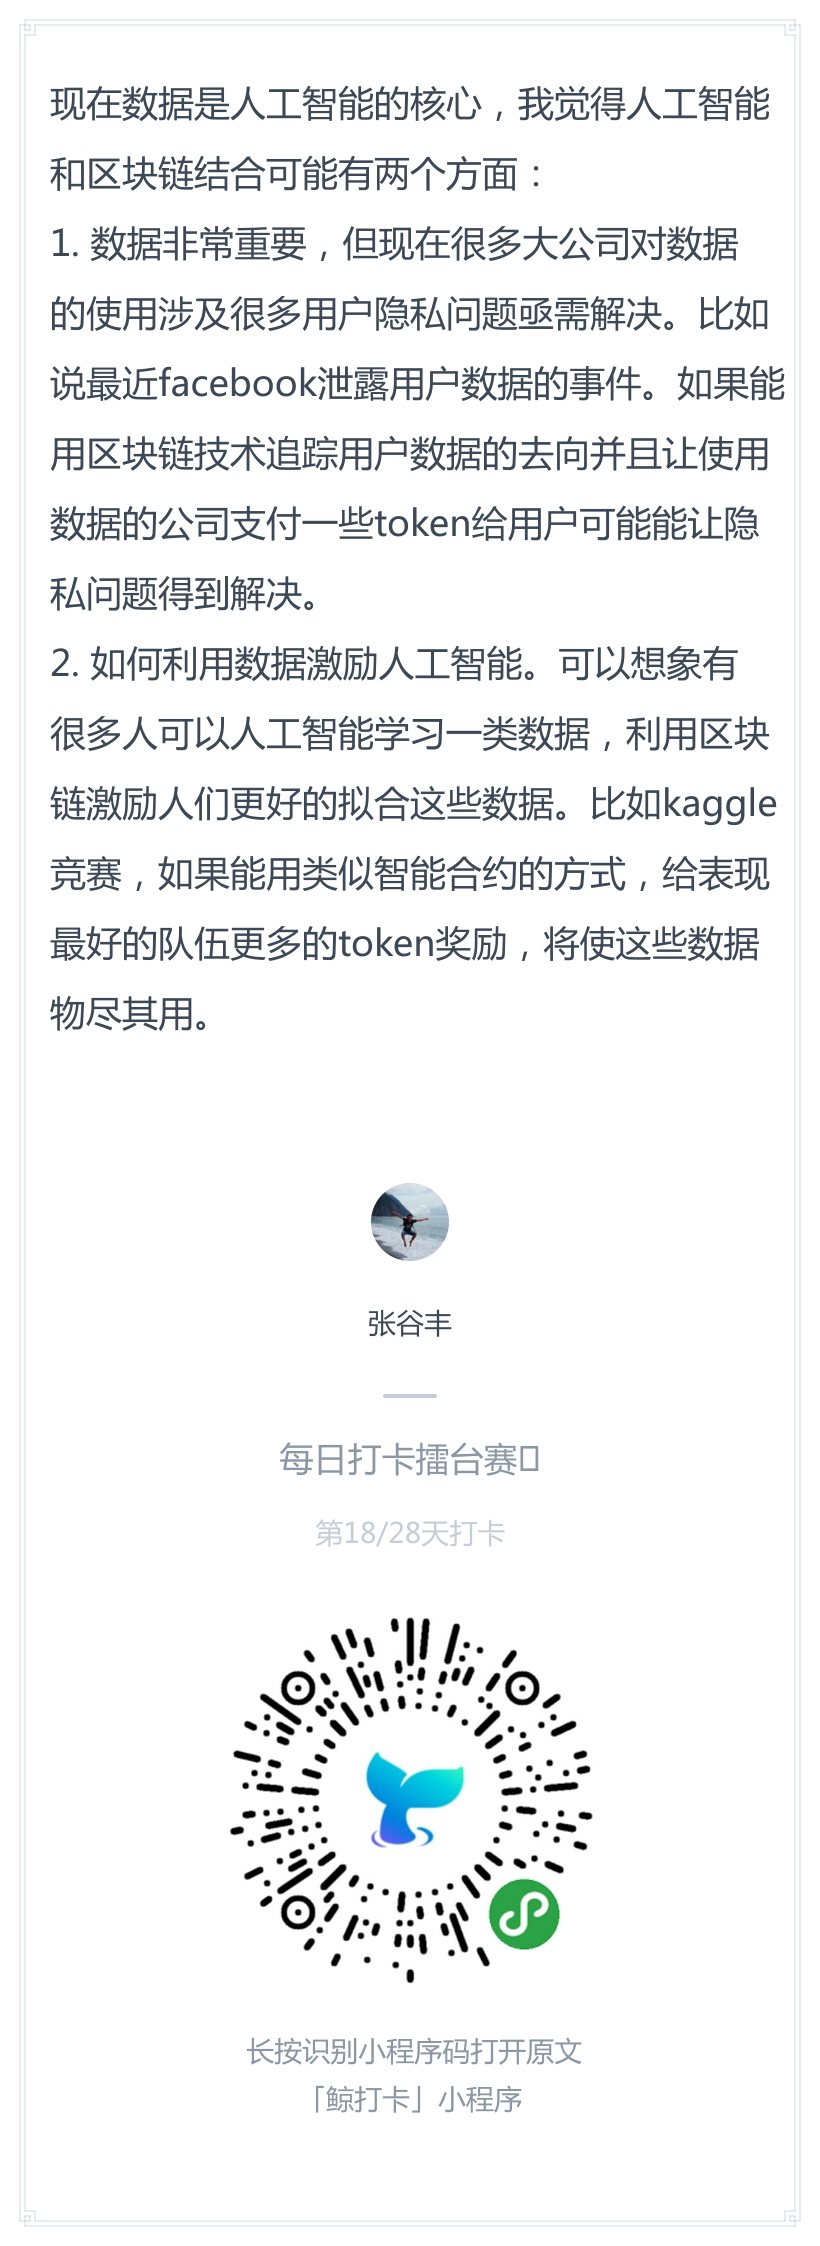 现在数据是人工智能的核心，我觉得人工智能
和区块链结合可能有两个方面：
1. 数据非常重要，但现在很多大公司对数据
的使用涉及很多用户隐私问题亟需解决。比如
说最近facebook泄露用户数据的事件。如果能
用区块链技术追踪用户数据的去向并且让使用
数据的公司支付一些token给用户可能能让隐
私问题得到解决。
2. 如何利用数据激励人工智能。可以想象有
很多人可以人工智能学习一类数据，利用区块
链激励人们更好的拟合这些数据。比如kaggle
竞赛，如果能用类似智能合约的方式，给表现
最好的队伍更多的token奖励，将使这些数据
物尽其用。
张谷丰
每日打卡擂台赛
第18/28天打卡
长按识别小程序码打开原文
「鲸打卡」小程序